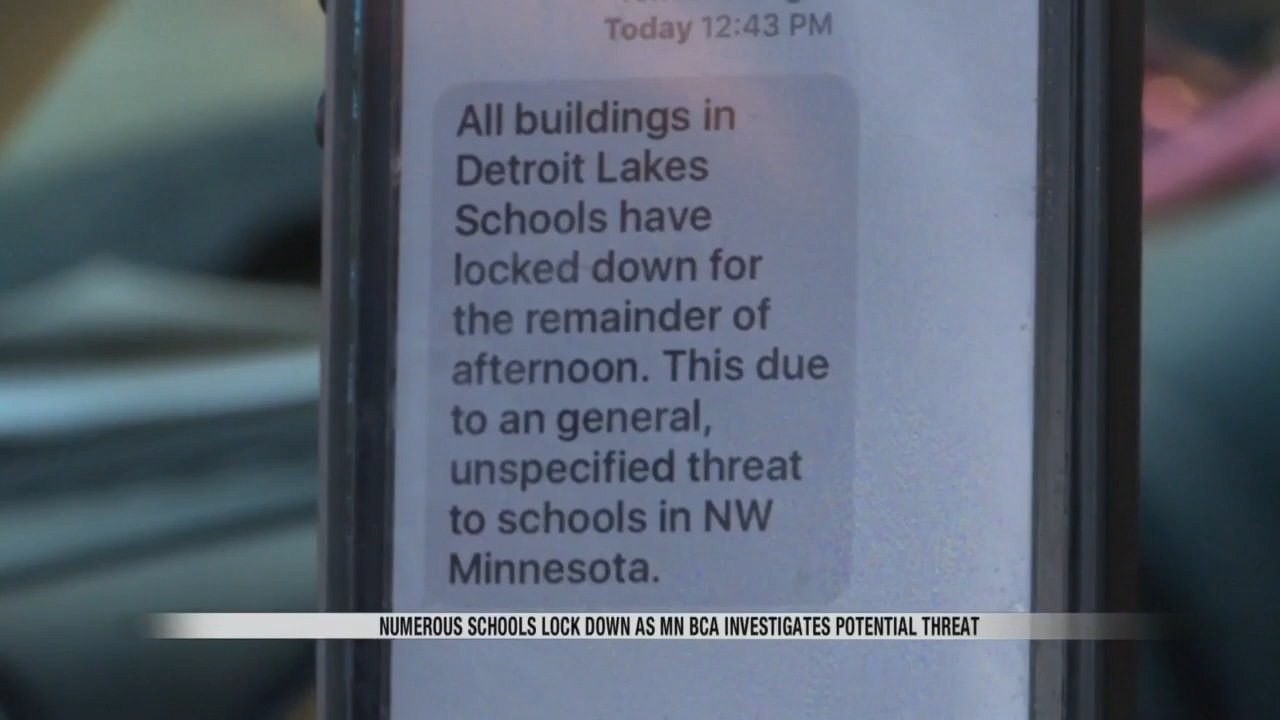 Today 12:43 PM
All buildings in
Detroit Lakes
Schools have
locked down for
the remainder of
afternoon. This due
to an general,
unspecified threat
to schools in NW
Minnesota.
NUMEROUS SCHOOLS LOCK DOWN AS MN BCA INVESTIGATES POTENTIAL THREAT